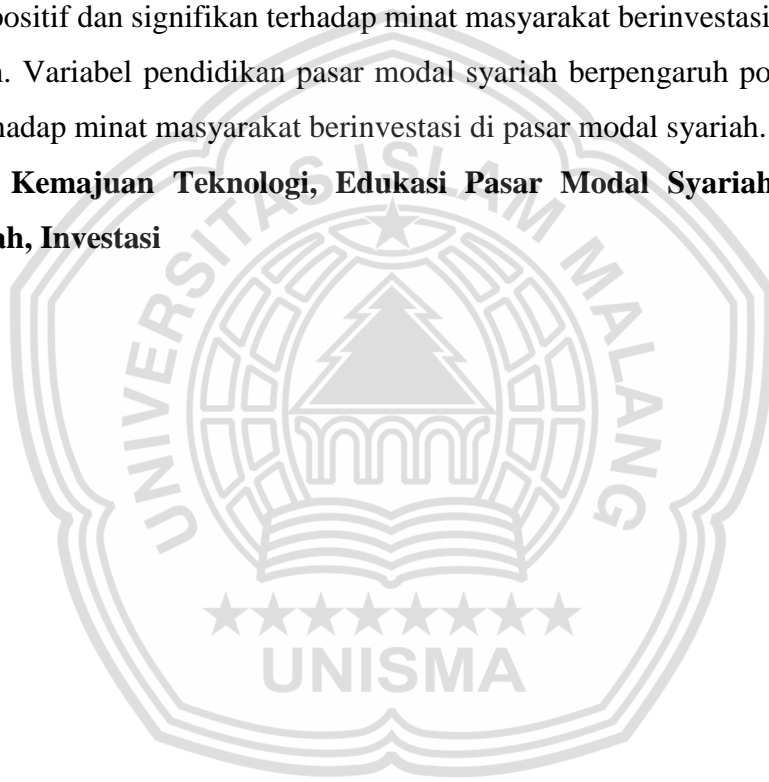 positif dan signifikan terhadap minat masyarakat berinvestasi
. Variabel pendidikan pasar modal syariah berpengaruh po
hadap minat masyarakat berinvestasi di pasar modal syariah.
Kemajuan Teknologi, Edukasi Pasar Modal Syariah
ah, Investasi
UNIVERSITAS ISLAM MALANG
UNISMA